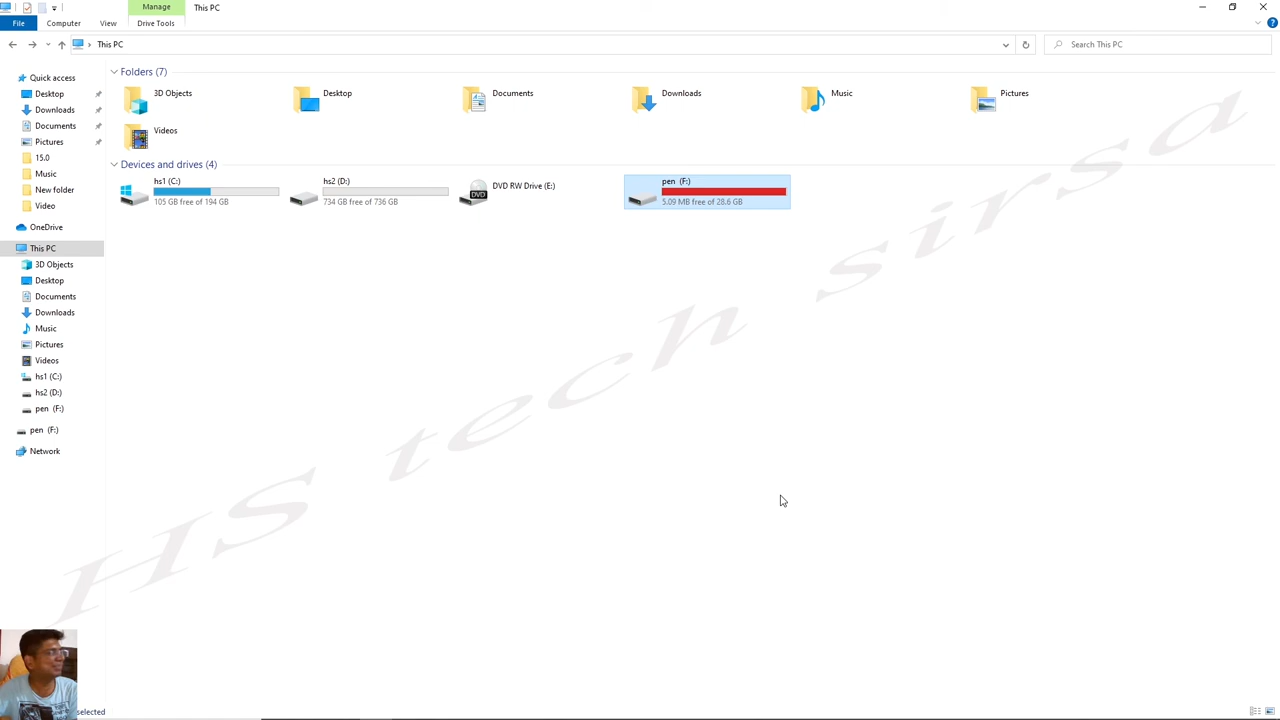 Manage
This PC
File
Computer
View
Drive Tools
This PC
Search This PC
Quick access
Desktop
Downloads
Documents
Pictures
15.0
Music
New folder
Video
OneDrive
This PC
3D Objects
Desktop
Documents
Downloads
Music
Pictures
Videos
hs1 (C:)
hs2 (D:)
pen (F:)
pen (F:)
Network
Folders (7)
3D Objects
Desktop
Documents
Downloads
Music
Pictures
Videos
Devices and drives (4)
hs1 (C:)
105 GB free of 194 GB
hs2 (D:)
734 GB free of 736 GB
DVD
DVD RW Drive (E:)
pen (F:)
5.09 MB free of 28.6 GB
HS tech sirsa
selected